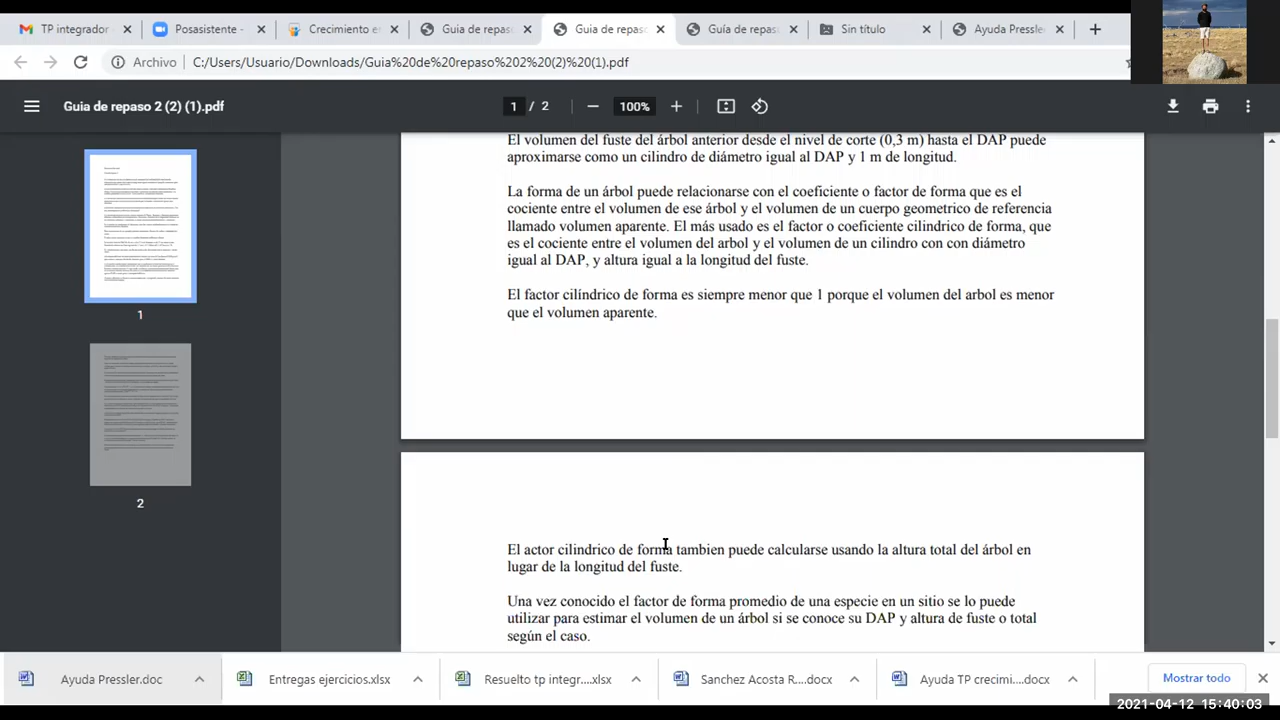 TP integrador
Posasistente -
Crecimiento e
Guia de repas
Guia de repaso
Guía de repas
Sin título
Ayuda Pressle
Archivo
C:/Users/Usuario/Downloads/Guia%20de%20repaso%202%20(2)%20(1).pdf
Guia de repaso 2 (2) (1).pdf
1 / 2
100%
El volumen del fuste del árbol anterior desde el nivel de corte (0,3 m) hasta el DAP puede
aproximarse como un cilindro de diámetro igual al DAP y 1 m de longitud.
La forma de un árbol puede relacionarse con el coeficiente o factor de forma que es el
cociente entre el volumen de ese árbol y el volumen de un cuerpo geometrico de referencia
llamado volumen aparente. El más usado es el factor o coeficiente cilindrico de forma, que
es el cociente entre el volumen del arbol y el volumen de un cilindro con con diámetro
igual al DAP, y altura igual a la longitud del fuste.
El factor cilíndrico de forma es siempre menor que 1 porque el volumen del arbol es menor
que el volumen aparente.
1
2
El actor cilindrico de forma tambien puede calcularse usando la altura total del árbol en
lugar de la longitud del fuste.
Una vez conocido el factor de forma promedio de una especie en un sitio se lo puede
utilizar para estimar el volumen de un árbol si se conoce su DAP y altura de fuste o total
según el caso.
Ayuda Pressler.doc
Entregas ejercicios.xlsx
Resuelto tp integr....xlsx
Sanchez Acosta R....docx
Ayuda TP crecimi....docx
Mostrar todo
2021-04-12 15:40:03